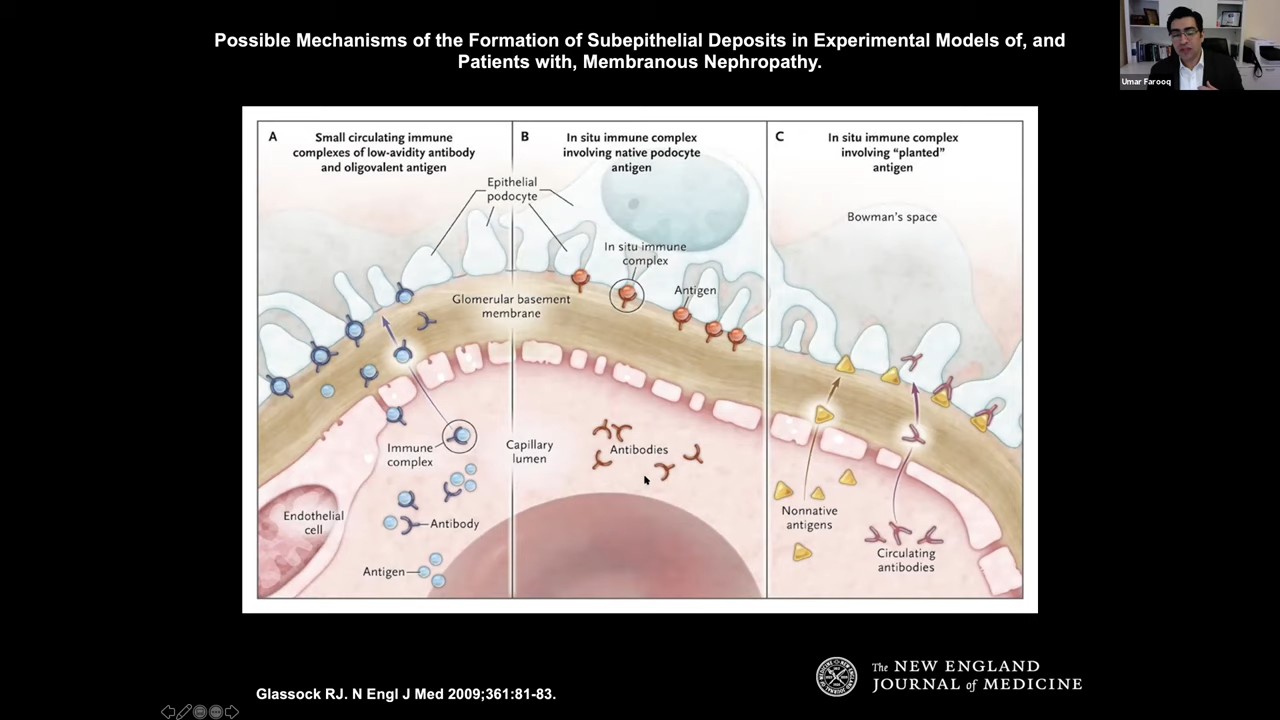 Possible Mechanisms of the Formation of Subepithelial Deposits in Experimental Models of, and
Patients with, Membranous Nephropathy.
Umar Farooq
A
Small circulating immune
complexes of low-avidity antibody
and oligovalent antigen
B
In situ immune complex
involving native podocyte
antigen
C
In situ immune complex
involving “planted”
antigen
Epithelial
podocyte
Bowman’s space
In situ immune
complex
Antigen
Glomerular basement
membrane
Immune
complex
Capillary
lumen
Antibodies
Endothelial
cell
Antibody
Antigen
Nonnative
antigens
Circulating
antibodies
The NEW ENGLAND
JOURNAL of MEDICINE
Glassock RJ. N Engl J Med 2009;361:81-83.